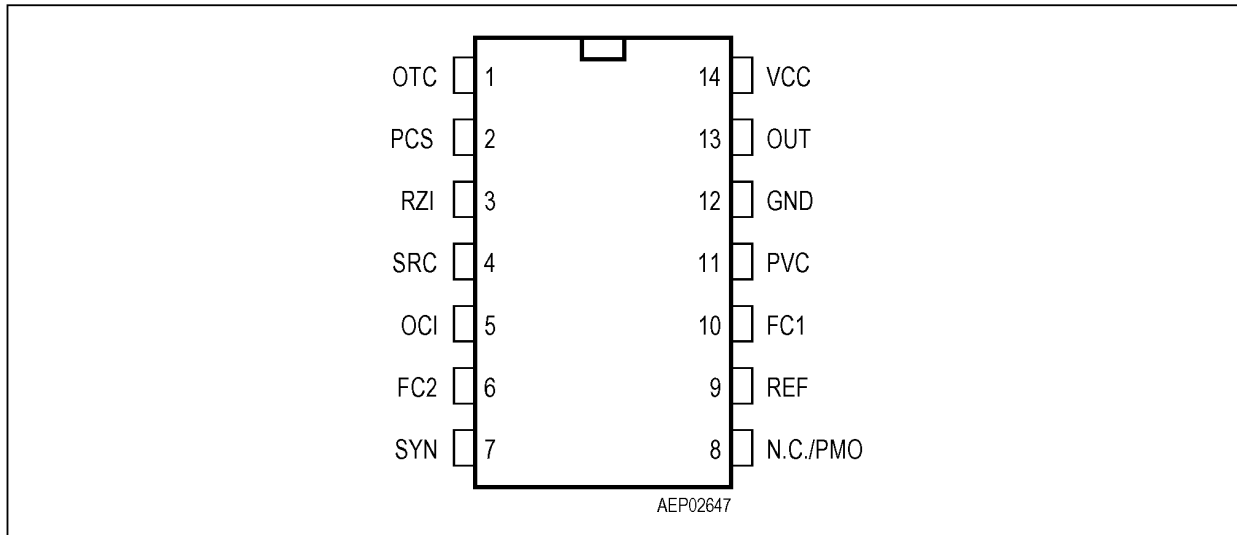 OTC 1 14 VCC
PCS 2 13 OUT
RZI 3 12 GND
SRC 4 11 PVC
OCI 5 10 FC1
FC2 6 9 REF
SYN 7 8 N.C./PMO
AEP02647